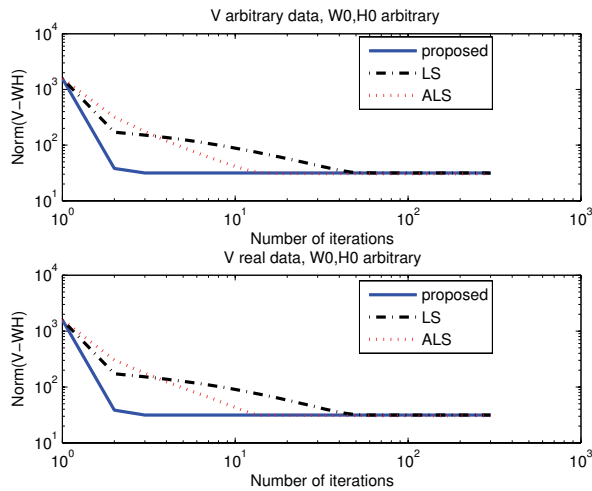 V arbitrary data, W0,H0 arbitrary
10^4
10^3
10^2
10^1
Norm(V−WH)
proposed
LS
ALS
10^0
10^1
10^2
10^3
Number of iterations
V real data, W0,H0 arbitrary
10^4
10^3
10^2
10^1
Norm(V−WH)
proposed
LS
ALS
10^0
10^1
10^2
10^3
Number of iterations